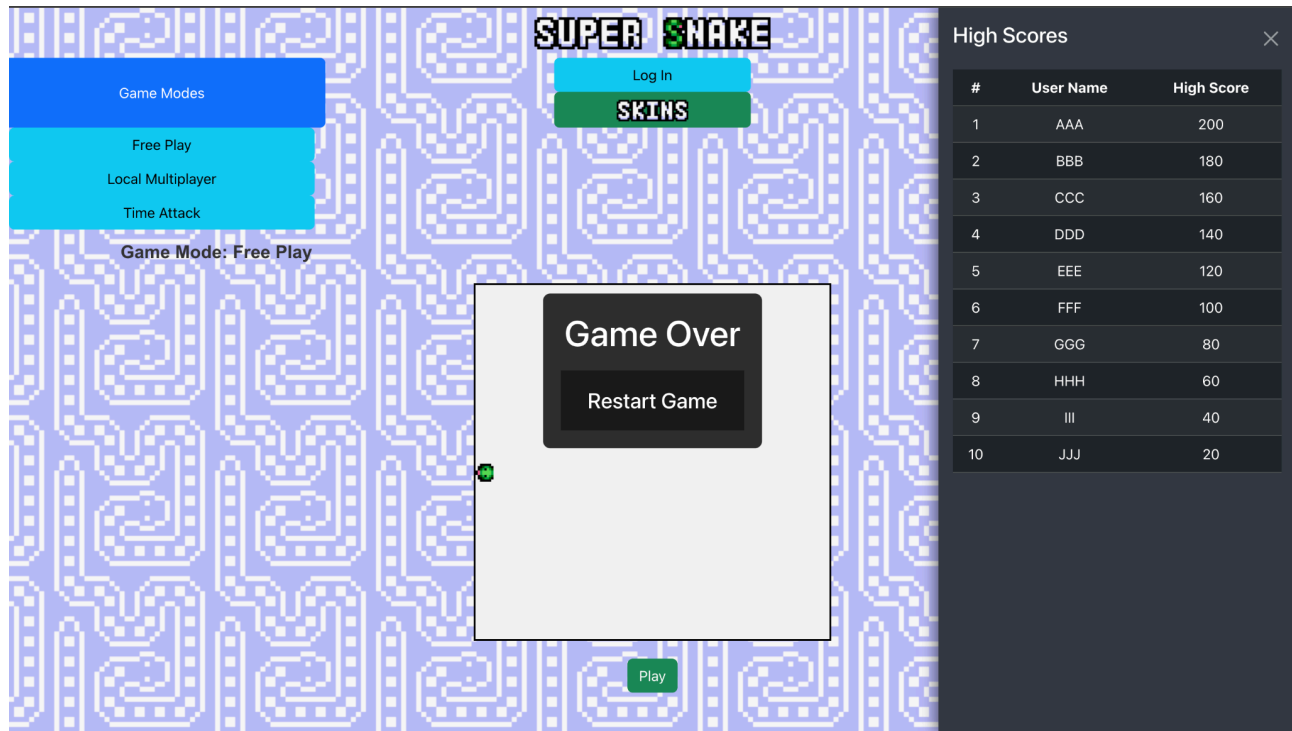 SUPER SNAKE
Log In
SKINS
Game Modes
Free Play
Local Multiplayer
Time Attack
Game Mode: Free Play
Game Over
Restart Game
Play
High Scores
# User Name High Score
1 AAA 200
2 BBB 180
3 CCC 160
4 DDD 140
5 EEE 120
6 FFF 100
7 GGG 80
8 HHH 60
9 III 40
10 JJJ 20